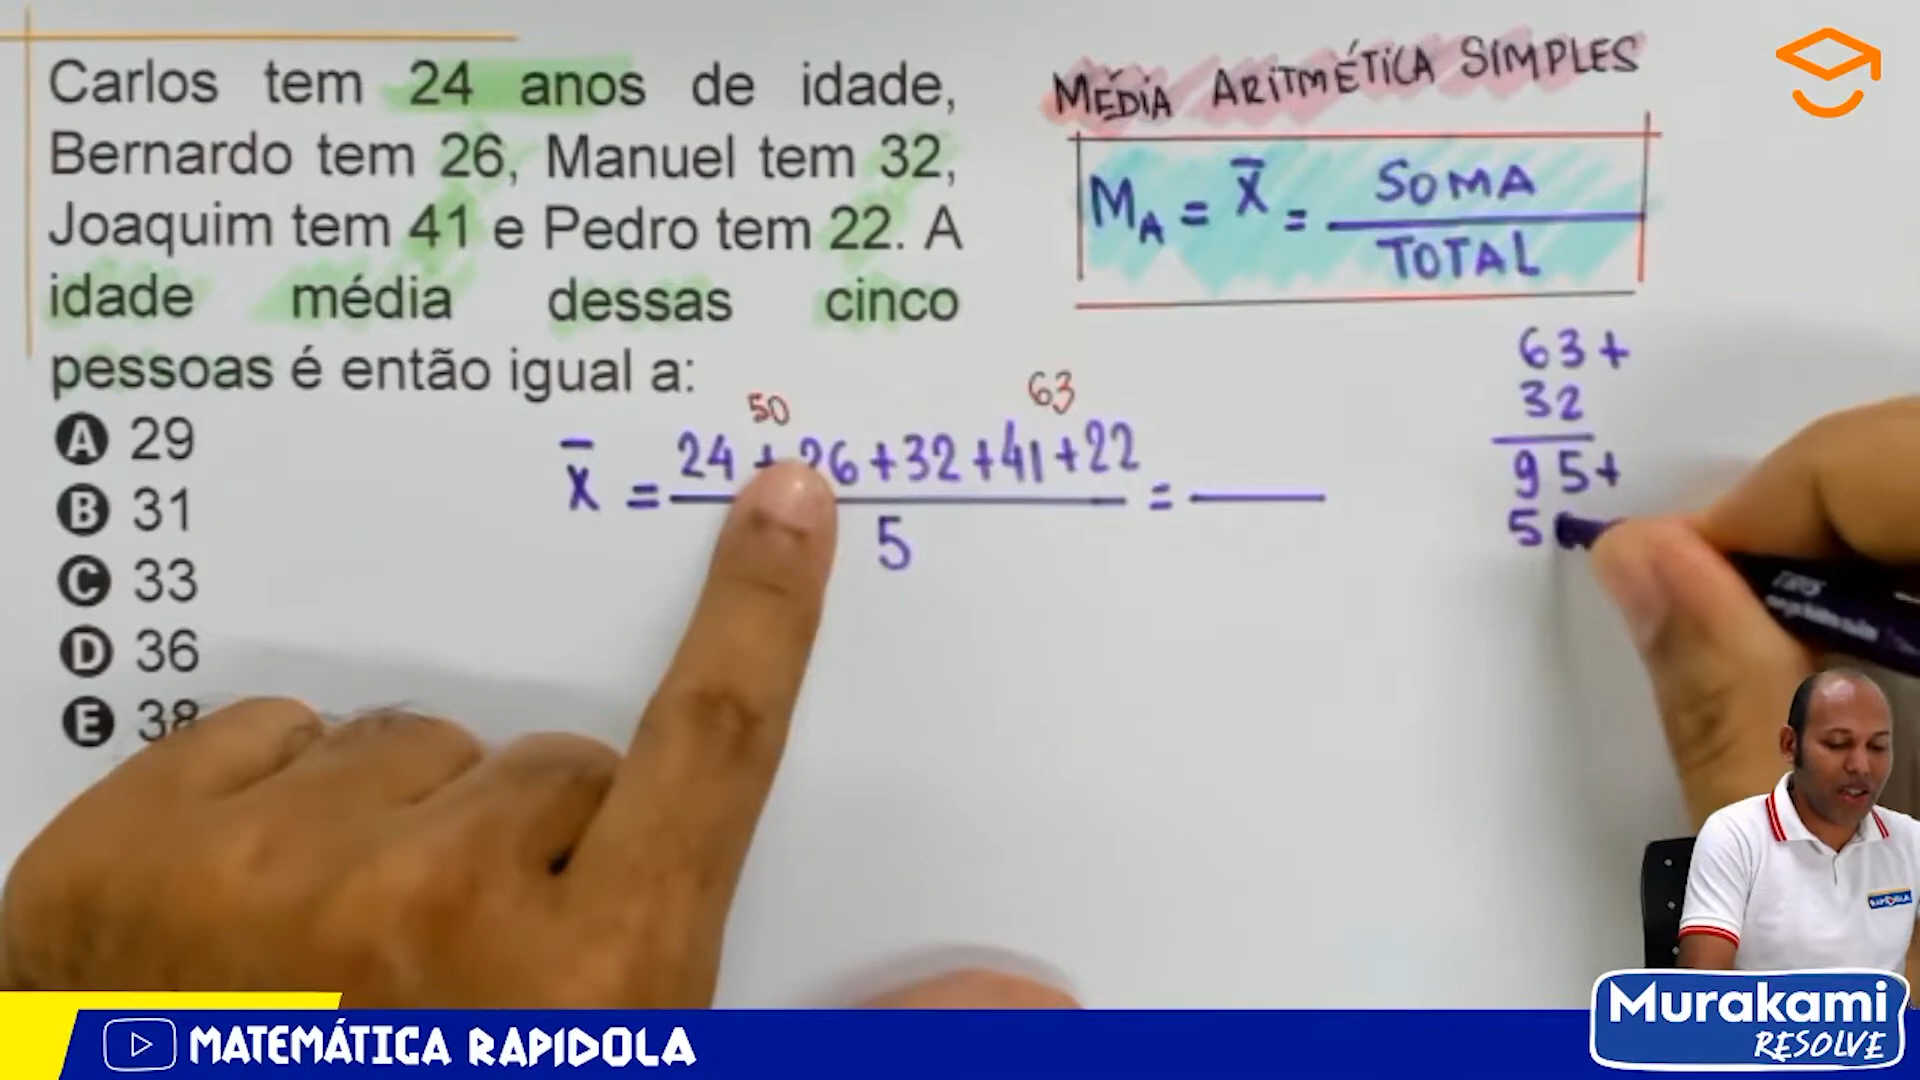 Carlos tem 24 anos de idade,
Bernardo tem 26, Manuel tem 32,
Joaquim tem 41 e Pedro tem 22. A
idade média dessas cinco
pessoas é então igual a:
A 29
B 31
C 33
D 36
E 38
MÉDIA ARITMÉTICA SIMPLES
MA = x̄ = SOMA
TOTAL
50 63
x̄ = 24 + 26 + 32 + 41 + 22 =
5
63+
32
95+
5
MATEMÁTICA RAPIDOLA
RAPIDOLA
Murakami
RESOLVE